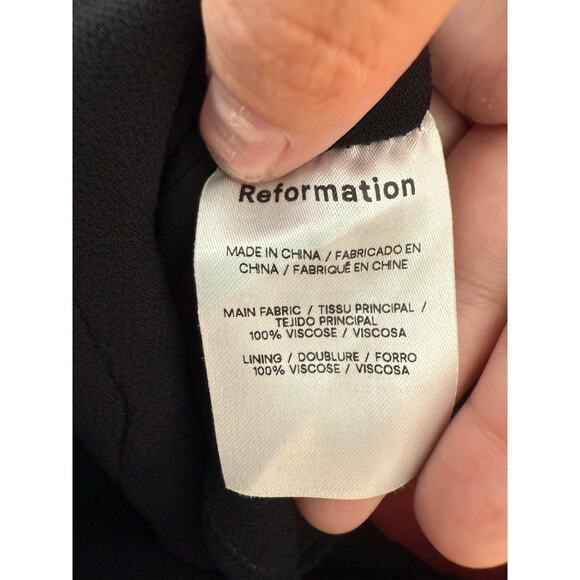 Reformation
MADE IN CHINA / FABRICADO EN
CHINA / FABRIQUÉ EN CHINE
MAIN FABRIC / TISSU PRINCIPAL /
TEJIDO PRINCIPAL
100% VISCOSE / VISCOSA
LINING / DOUBLURE / FORRO
100% VISCOSE / VISCOSA